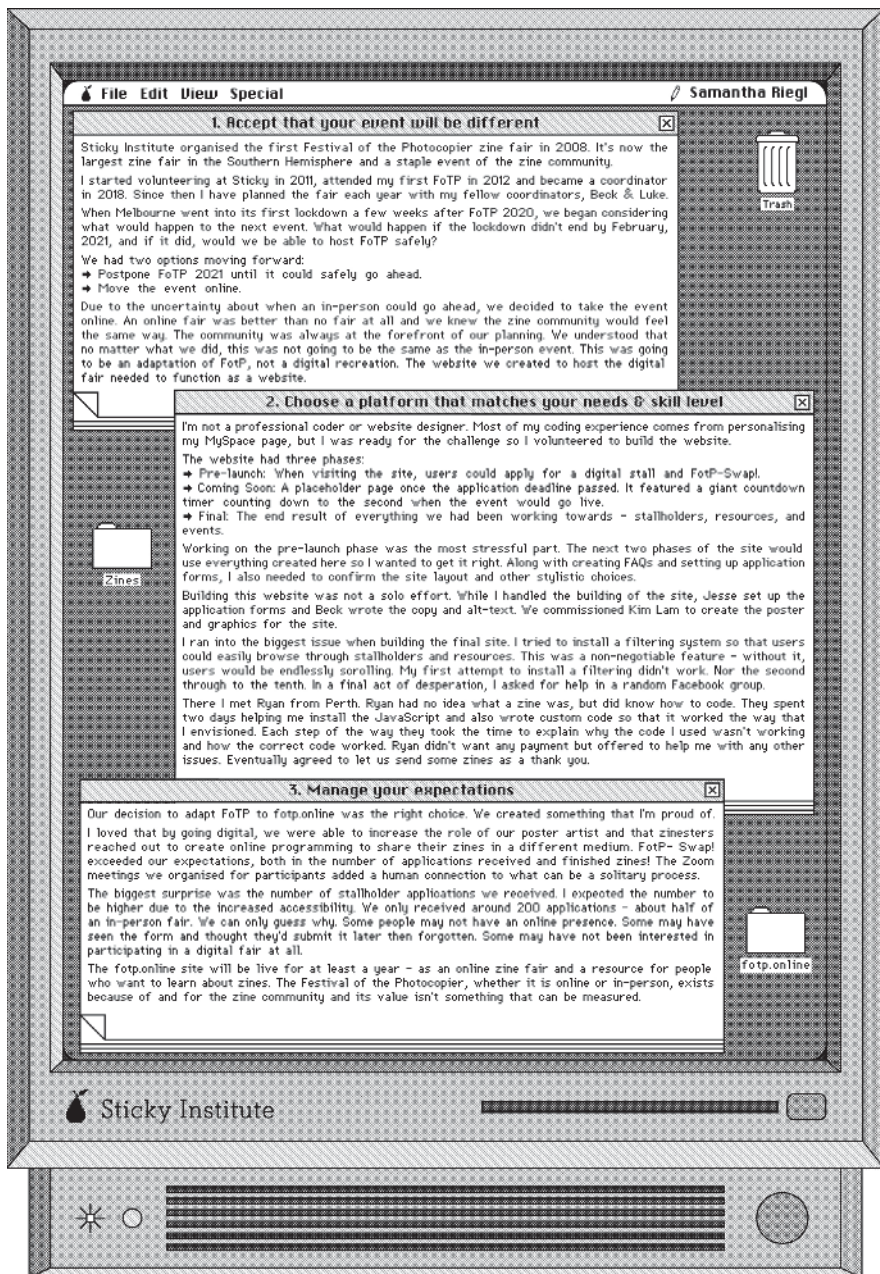 File Edit View Special
Samantha Riegl
1. Accept that your event will be different
Sticky Institute organised the first Festival of the Photocopier zine fair in 2008. It's now the
largest zine fair in the Southern Hemisphere and a staple event of the zine community.
I started volunteering at Sticky in 2011, attended my first FoTP in 2012 and became a coordinator
in 2018. Since then I have planned the fair each year with my fellow coordinators, Beck & Luke.
When Melbourne went into its first lockdown a few weeks after FoTP 2020, we began considering
what would happen to the next event. What would happen if the lockdown didn't end by February,
2021, and if it did, would we be able to host FoTP safely?
We had two options moving forward:
➔ Postpone FoTP 2021 until it could safely go ahead.
➔ Move the event online.
Due to the uncertainty about when an in-person could go ahead, we decided to take the event
online. An online fair was better than no fair at all and we knew the zine community would feel
the same way. The community was always at the forefront of our planning. We understood that
no matter what we did, this was not going to be the same as the in-person event. This was going
to be an adaptation of FotP, not a digital recreation. The website we created to host the digital
fair needed to function as a website.
Trash
2. Choose a platform that matches your needs & skill level
I'm not a professional coder or website designer. Most of my coding experience comes from personalising
my MySpace page, but I was ready for the challenge so I volunteered to build the website.
The website had three phases:
➔ Pre-launch: When visiting the site, users could apply for a digital stall and FotP-Swap!.
➔ Coming Soon: A placeholder page once the application deadline passed. It featured a giant countdown
timer counting down to the second when the event would go live.
➔ Final: The end result of everything we had been working towards - stallholders, resources, and
events.
Working on the pre-launch phase was the most stressful part. The next two phases of the site would
use everything created here so I wanted to get it right. Along with creating FAQs and setting up application
forms, I also needed to confirm the site layout and other stylistic choices.
Building this website was not a solo effort. While I handled the building of the site, Jesse set up the
application forms and Beck wrote the copy and alt-text. We commissioned Kim Lam to create the poster
and graphics for the site.
I ran into the biggest issue when building the final site. I tried to install a filtering system so that users
could easily browse through stallholders and resources. This was a non-negotiable feature - without it,
users would be endlessly scrolling. My first attempt to install a filtering didn't work. Nor the second
through to the tenth. In a final act of desperation, I asked for help in a random Facebook group.
There I met Ryan from Perth. Ryan had no idea what a zine was, but did know how to code. They spent
two days helping me install the JavaScript and also wrote custom code so that it worked the way that
I envisioned. Each step of the way they took the time to explain why the code I used wasn't working
and how the correct code worked. Ryan didn't want any payment but offered to help me with any other
issues. Eventually agreed to let us send some zines as a thank you.
Zines
3. Manage your expectations
Our decision to adapt FoTP to fotp.online was the right choice. We created something that I'm proud of.
I loved that by going digital, we were able to increase the role of our poster artist and that zinesters
reached out to create online programming to share their zines in a different medium. FotP- Swap!
exceeded our expectations, both in the number of applications received and finished zines! The Zoom
meetings we organised for participants added a human connection to what can be a solitary process.
The biggest surprise was the number of stallholder applications we received. I expected the number to
be higher due to the increased accessibility. We only received around 200 applications - about half of
an in-person fair. We can only guess why. Some people may not have an online presence. Some may have
seen the form and thought they'd submit it later then forgotten. Some may have not been interested in
participating in a digital fair at all.
The fotp.online site will be live for at least a year - as an online zine fair and a resource for people
who want to learn about zines. The Festival of the Photocopier, whether it is online or in-person, exists
because of and for the zine community and its value isn't something that can be measured.
fotp.online
Sticky Institute